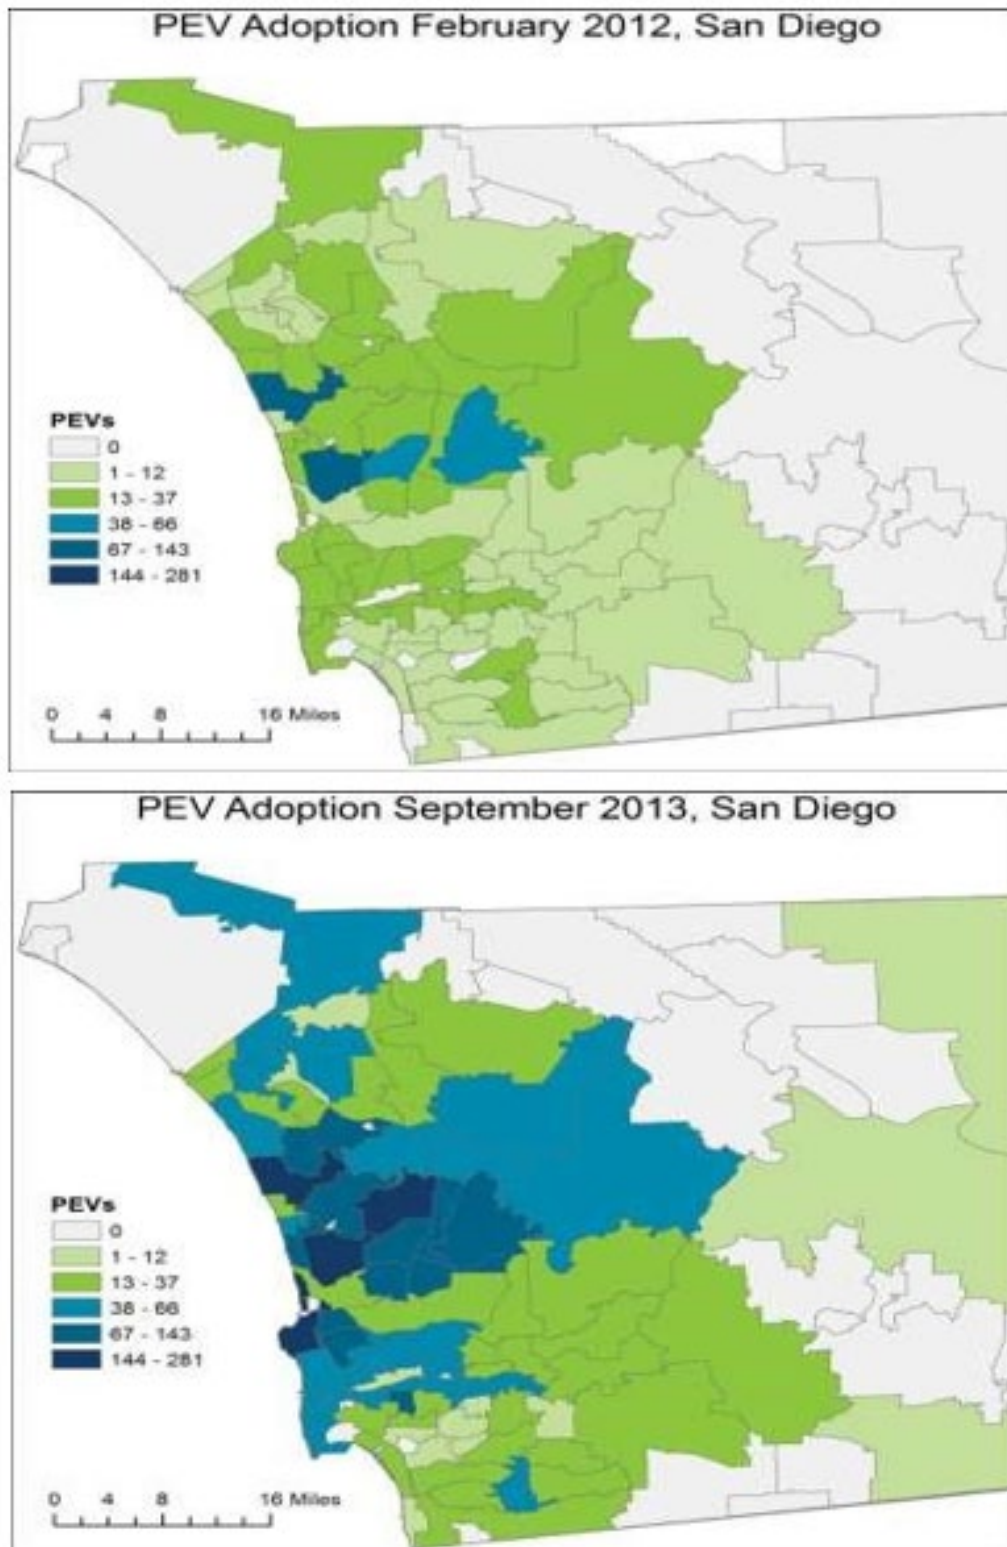 PEV Adoption February 2012, San Diego
PEVs
0
1 - 12
13 - 37
38 - 66
67 - 143
144 - 281
0 4 8 16 Miles
PEV Adoption September 2013, San Diego
PEVs
0
1 - 12
13 - 37
38 - 66
67 - 143
144 - 281
0 4 8 16 Miles